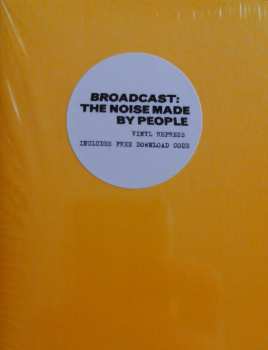 BROADCAST:
THE NOISE MADE
BY PEOPLE
VINYL REPRESS
INCLUDES FREE DOWNLOAD CODE